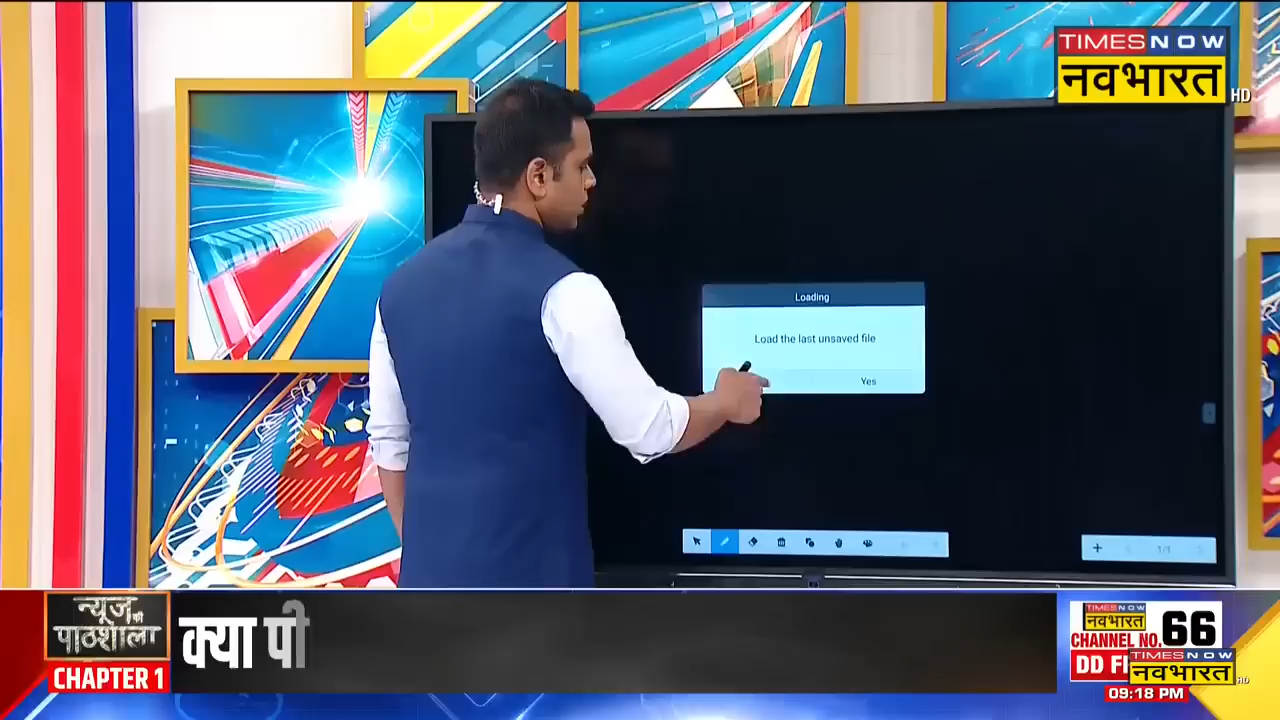 TIMES NOW
नवभारत
HD
Loading
Load the last unsaved file
Yes
1/1
न्यूज़ की
पाठशाला
CHAPTER 1
क्या पी
TIMES NOW
नवभारत
CHANNEL NO.
66
DD
TIMES NOW
नवभारत
HD
09:18 PM